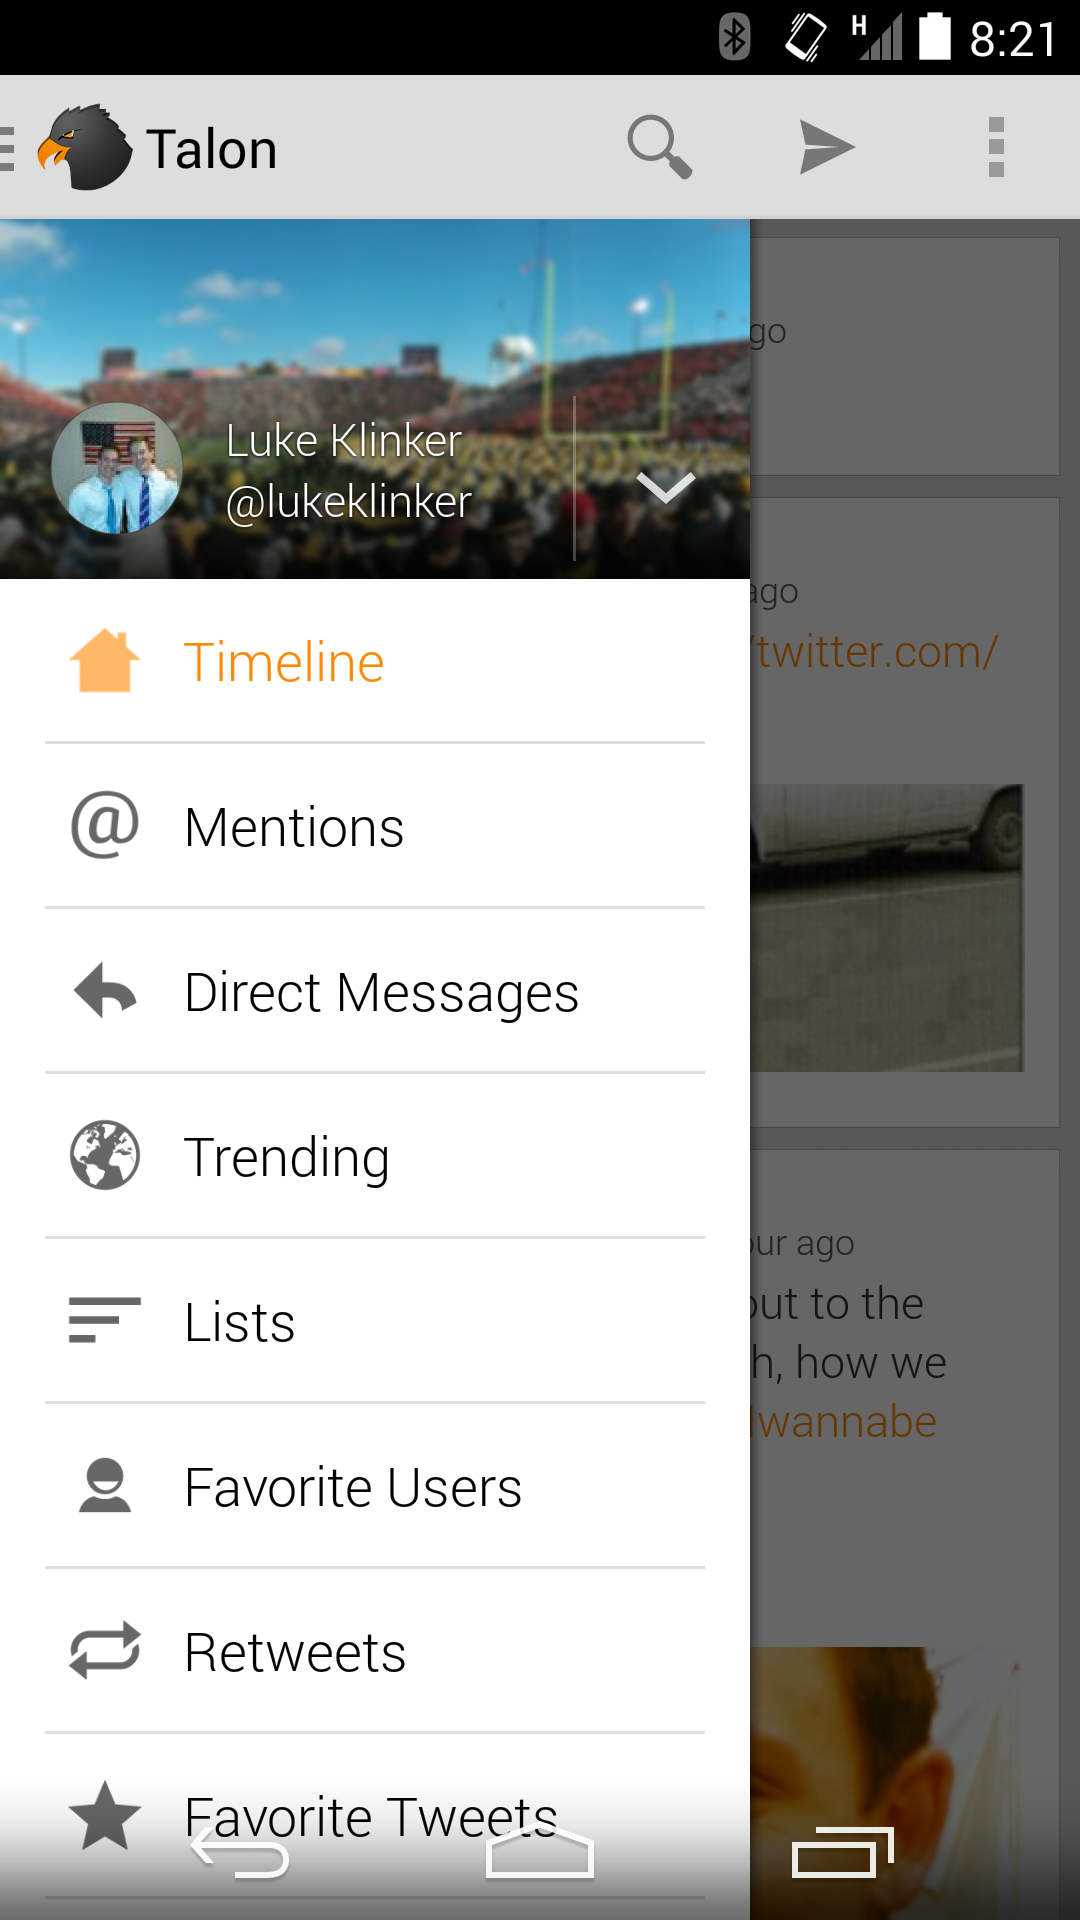 H 8:21
Talon
Luke Klinker
@lukeklinker
Timeline
Mentions
Direct Messages
Trending
Lists
Favorite Users
Retweets
Favorite Tweets
go
ago
/twitter.com/
our ago
out to the
h, how we
wannabe